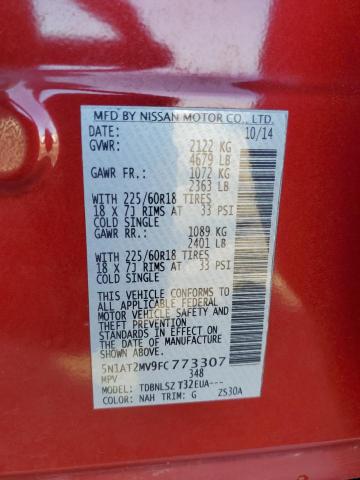 MFD BY NISSAN MOTOR CO., LTD.
DATE: 10/14
GVWR: 2122 KG
4679 LB
GAWR FR: 1072 KG
2363 LB
WITH 225/60R18 TIRES
18 X 7J RIMS AT 33 PSI
COLD SINGLE
GAWR RR: 1089 KG
2401 LB
WITH 225/60R18 TIRES
18 X 7J RIMS AT 33 PSI
COLD SINGLE
THIS VEHICLE CONFORMS TO
ALL APPLICABLE FEDERAL
MOTOR VEHICLE SAFETY AND
THEFT PREVENTION
STANDARDS IN EFFECT ON
THE DATE OF MANUFACTURE
SHOWN ABOVE.
5N1AT2MV9FC773307
MPV 348
MODEL: TDBNLSZ T32EUA---
COLOR: NAH TRIM: G ZS30A